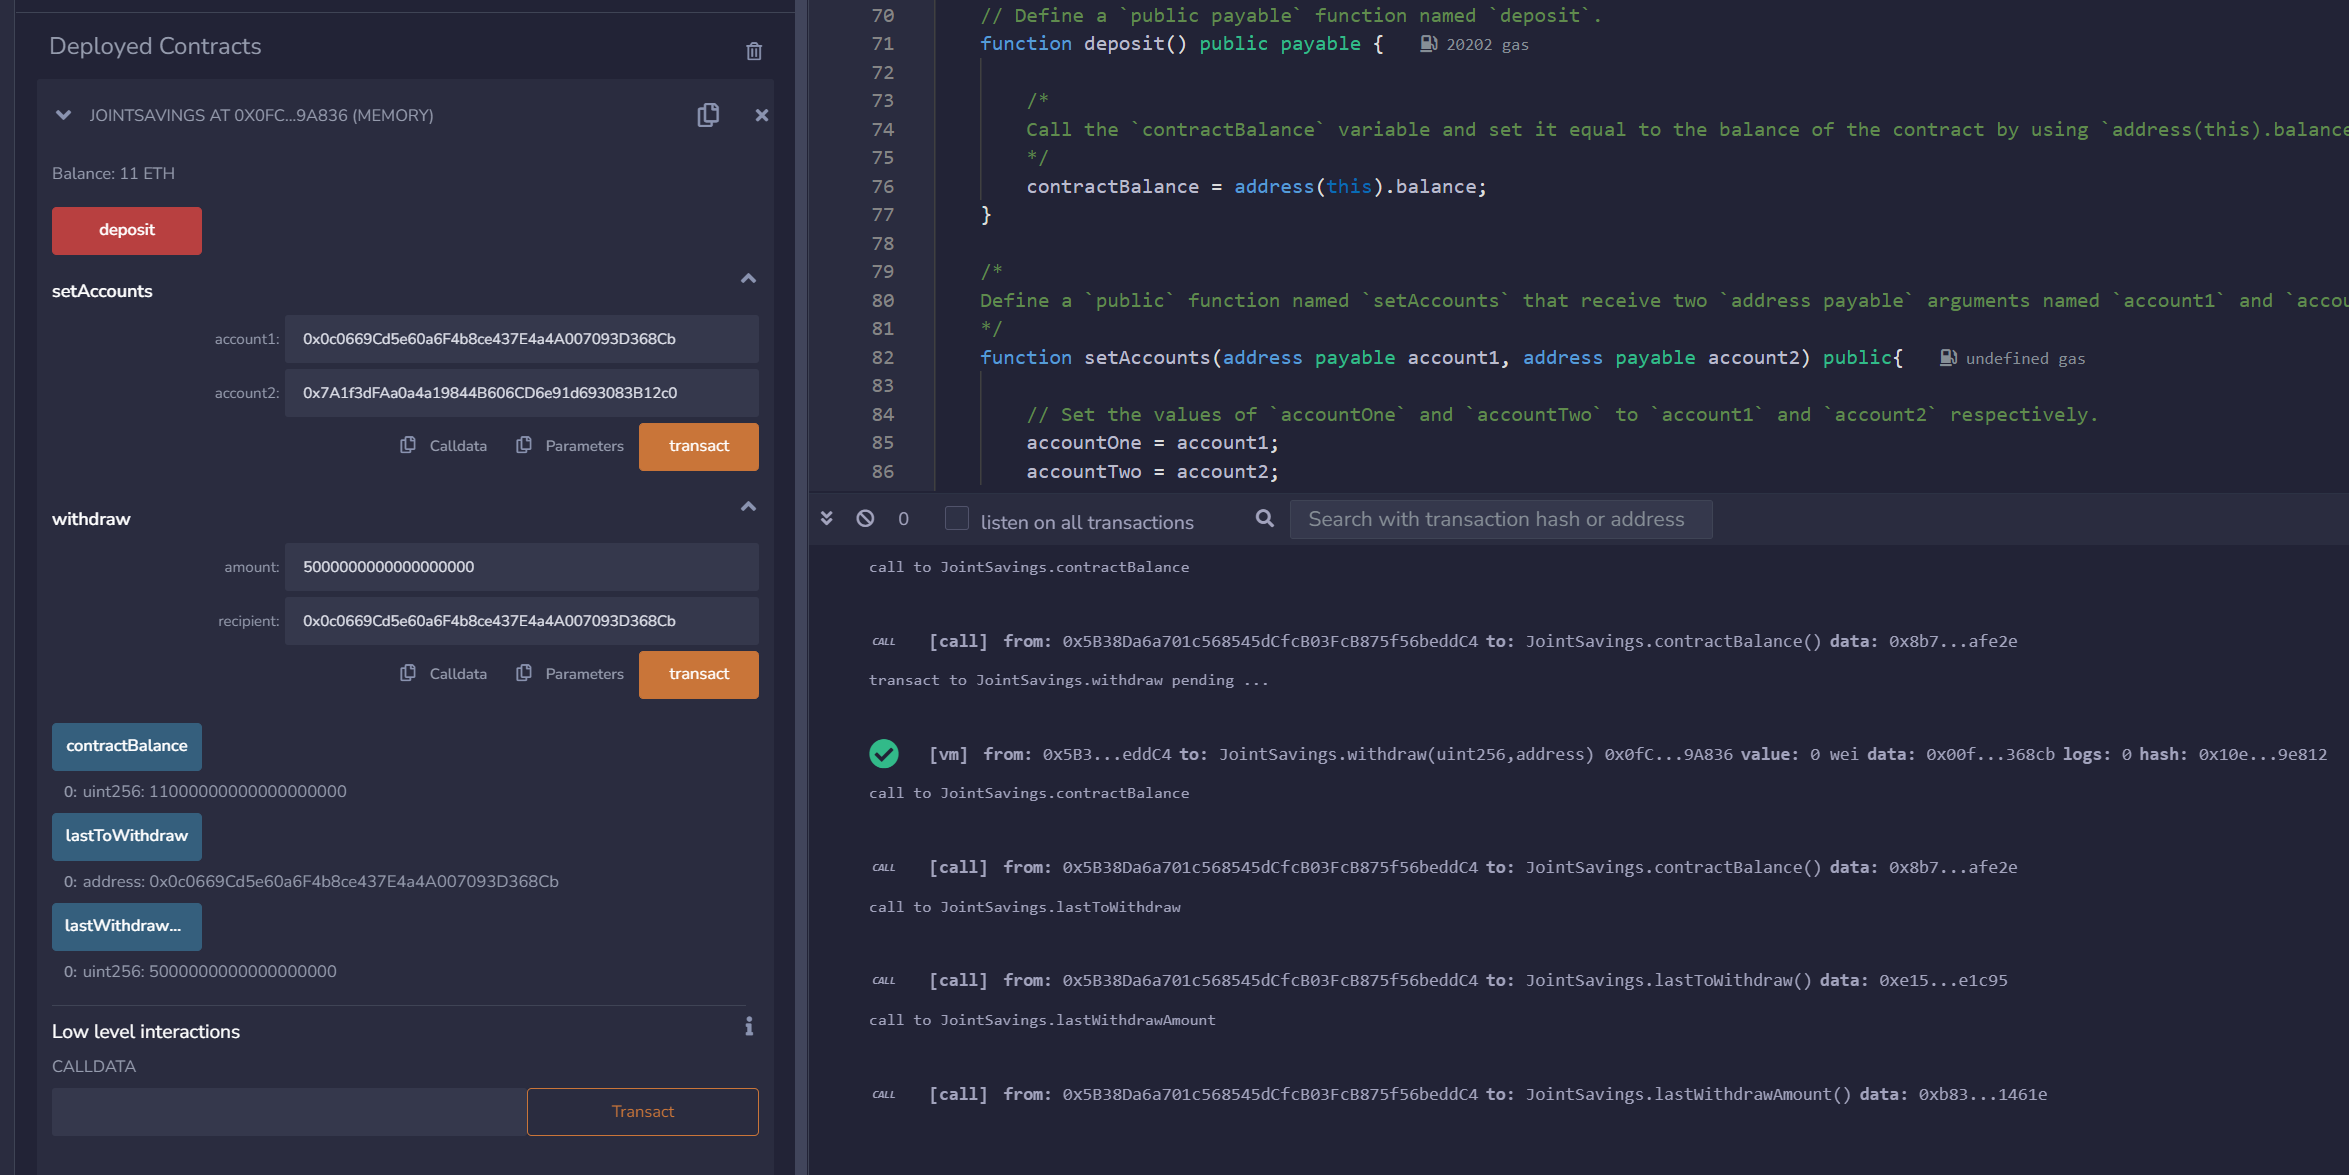 Deployed Contracts
JOINTSAVINGS AT 0X0FC...9A836 (MEMORY)
Balance: 11 ETH
deposit
setAccounts
account1: 0x0c0669Cd5e60a6F4b8ce437E4a4A007093D368Cb
account2: 0x7A1f3dFAa0a4a19844B606CD6e91d693083B12c0
Calldata Parameters transact
withdraw
amount: 5000000000000000000
recipient: 0x0c0669Cd5e60a6F4b8ce437E4a4A007093D368Cb
Calldata Parameters transact
contractBalance
0: uint256: 11000000000000000000
lastToWithdraw
0: address: 0x0c0669Cd5e60a6F4b8ce437E4a4A007093D368Cb
lastWithdraw...
0: uint256: 5000000000000000000
Low level interactions
CALLDATA
Transact
70 // Define a `public payable` function named `deposit`.
71 function deposit() public payable { 20202 gas
72
73 /*
74 Call the `contractBalance` variable and set it equal to the balance of the contract by using `address(this).balance
75 */
76 contractBalance = address(this).balance;
77 }
78
79 /*
80 Define a `public` function named `setAccounts` that receive two `address payable` arguments named `account1` and `accou
81 */
82 function setAccounts(address payable account1, address payable account2) public{ undefined gas
83
84 // Set the values of `accountOne` and `accountTwo` to `account1` and `account2` respectively.
85 accountOne = account1;
86 accountTwo = account2;
0 listen on all transactions Search with transaction hash or address
call to JointSavings.contractBalance
CALL [call] from: 0x5B38Da6a701c568545dCfcB03FcB875f56beddC4 to: JointSavings.contractBalance() data: 0x8b7...afe2e
transact to JointSavings.withdraw pending ...
[vm] from: 0x5B3...eddC4 to: JointSavings.withdraw(uint256,address) 0x0fC...9A836 value: 0 wei data: 0x00f...368cb logs: 0 hash: 0x10e...9e812
call to JointSavings.contractBalance
CALL [call] from: 0x5B38Da6a701c568545dCfcB03FcB875f56beddC4 to: JointSavings.contractBalance() data: 0x8b7...afe2e
call to JointSavings.lastToWithdraw
CALL [call] from: 0x5B38Da6a701c568545dCfcB03FcB875f56beddC4 to: JointSavings.lastToWithdraw() data: 0xe15...e1c95
call to JointSavings.lastWithdrawAmount
CALL [call] from: 0x5B38Da6a701c568545dCfcB03FcB875f56beddC4 to: JointSavings.lastWithdrawAmount() data: 0xb83...1461e